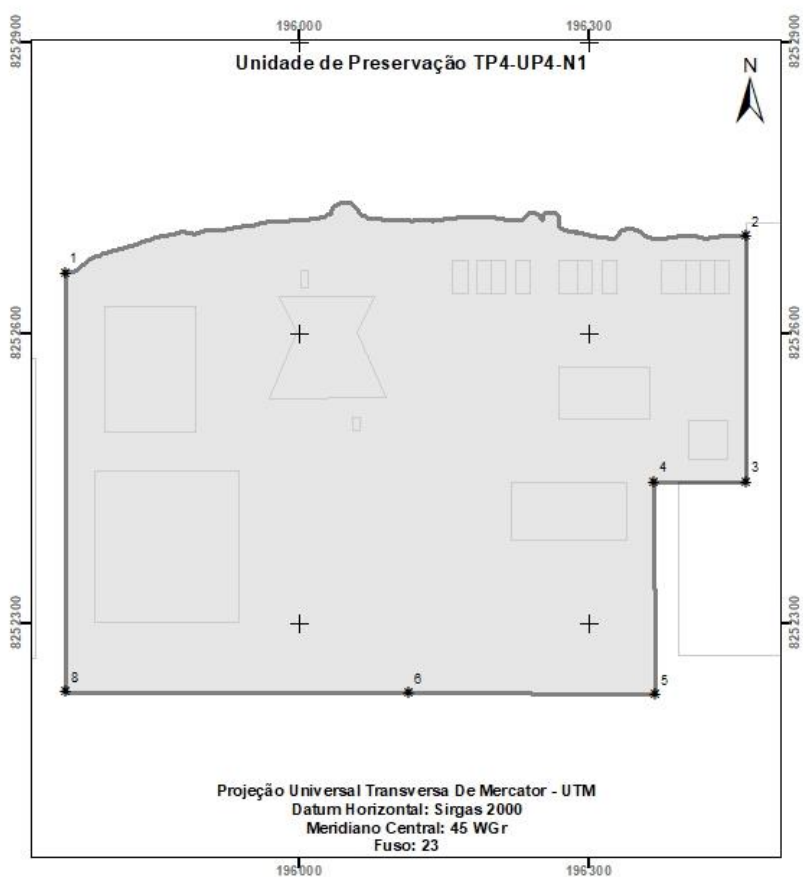 196000
196300
8252900
8252900
Unidade de Preservação TP4-UP4-N1
N
2
1
8252600
8252600
4
3
8252300
8252300
8
6
5
Projeção Universal Transversa De Mercator - UTM
Datum Horizontal: Sirgas 2000
Meridiano Central: 45 WGr
Fuso: 23
196000
196300